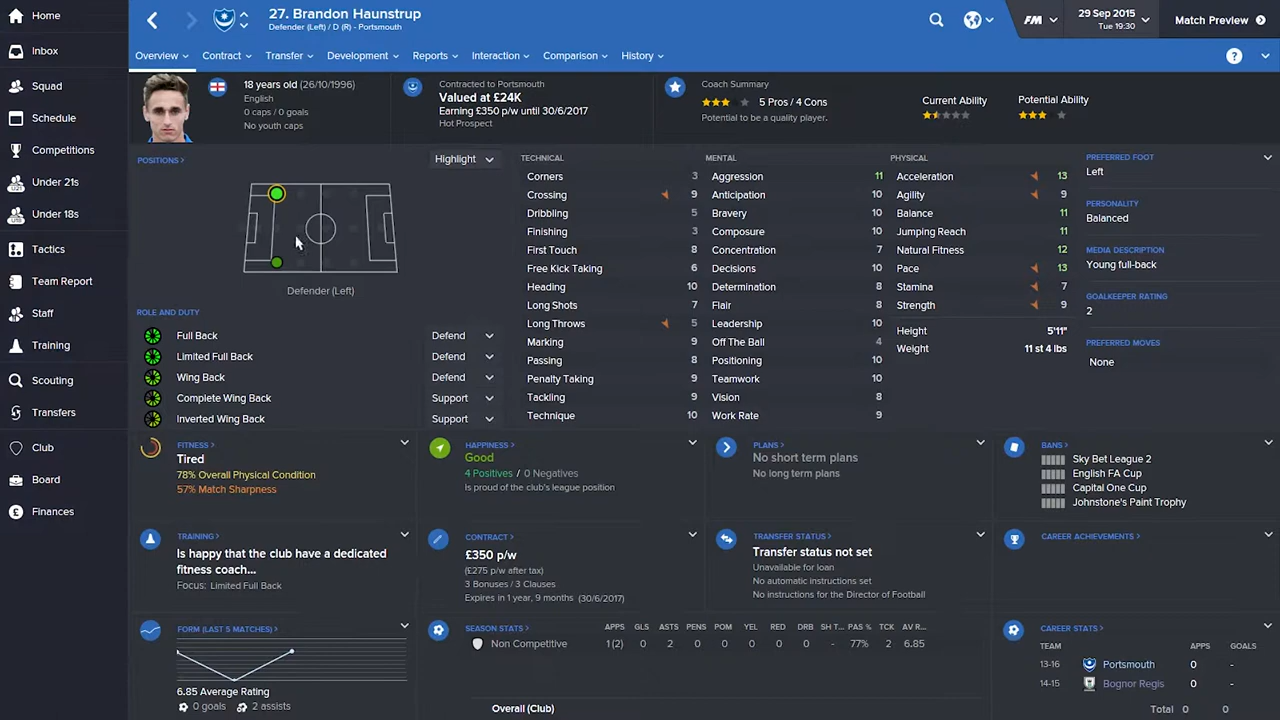 Home
Inbox
Squad
Schedule
Competitions
Under 21s
Under 18s
Tactics
Team Report
Staff
Training
Scouting
Transfers
Club
Board
Finances
27. Brandon Haunstrup
Defender (Left) / D (R) - Portsmouth
FM
29 Sep 2015
Tue 19:30
Match Preview
Overview Contract Transfer Development Reports Interaction Comparison History
?
18 years old (26/10/1996)
English
0 caps / 0 goals
No youth caps
Contracted to Portsmouth
Valued at £24K
Earning £350 p/w until 30/6/2017
Hot Prospect
Coach Summary
5 Pros / 4 Cons
Potential to be a quality player.
Current Ability
Potential Ability
POSITIONS >
Highlight
Defender (Left)
ROLE AND DUTY
Full Back Defend
Limited Full Back Defend
Wing Back Defend
Complete Wing Back Support
Inverted Wing Back Support
TECHNICAL
Corners 3
Crossing 9
Dribbling 5
Finishing 3
First Touch 8
Free Kick Taking 6
Heading 10
Long Shots 7
Long Throws 5
Marking 9
Passing 8
Penalty Taking 9
Tackling 9
Technique 10
MENTAL
Aggression 11
Anticipation 10
Bravery 10
Composure 10
Concentration 7
Decisions 10
Determination 8
Flair 8
Leadership 10
Off The Ball 4
Positioning 10
Teamwork 10
Vision 8
Work Rate 9
PHYSICAL
Acceleration 13
Agility 9
Balance 11
Jumping Reach 11
Natural Fitness 12
Pace 13
Stamina 7
Strength 9
Height 5'11"
Weight 11 st 4 lbs
PREFERRED FOOT
Left
PERSONALITY
Balanced
MEDIA DESCRIPTION
Young full-back
GOALKEEPER RATING
2
PREFERRED MOVES
None
FITNESS >
Tired
78% Overall Physical Condition
57% Match Sharpness
HAPPINESS >
Good
4 Positives / 0 Negatives
Is proud of the club's league position
PLANS >
No short term plans
No long term plans
BANS >
Sky Bet League 2
English FA Cup
Capital One Cup
Johnstone's Paint Trophy
TRAINING >
Is happy that the club have a dedicated
fitness coach...
Focus: Limited Full Back
CONTRACT >
£350 p/w
(£275 p/w after tax)
3 Bonuses / 3 Clauses
Expires in 1 year, 9 months (30/6/2017)
TRANSFER STATUS >
Transfer status not set
Unavailable for loan
No automatic instructions set
No instructions for the Director of Football
CAREER ACHIEVEMENTS >
FORM (LAST 5 MATCHES) >
6.85 Average Rating
0 goals 2 assists
SEASON STATS > APPS GLS ASTS PENS POM YEL RED DRB SH T... PAS % TCK AV R...
Non Competitive 1(2) 0 2 0 0 0 0 0 - 77% 2 6.85
Overall (Club)
CAREER STATS >
TEAM APPS GOALS
13-16 Portsmouth 0 -
14-15 Bognor Regis 0 -
Total 0 0